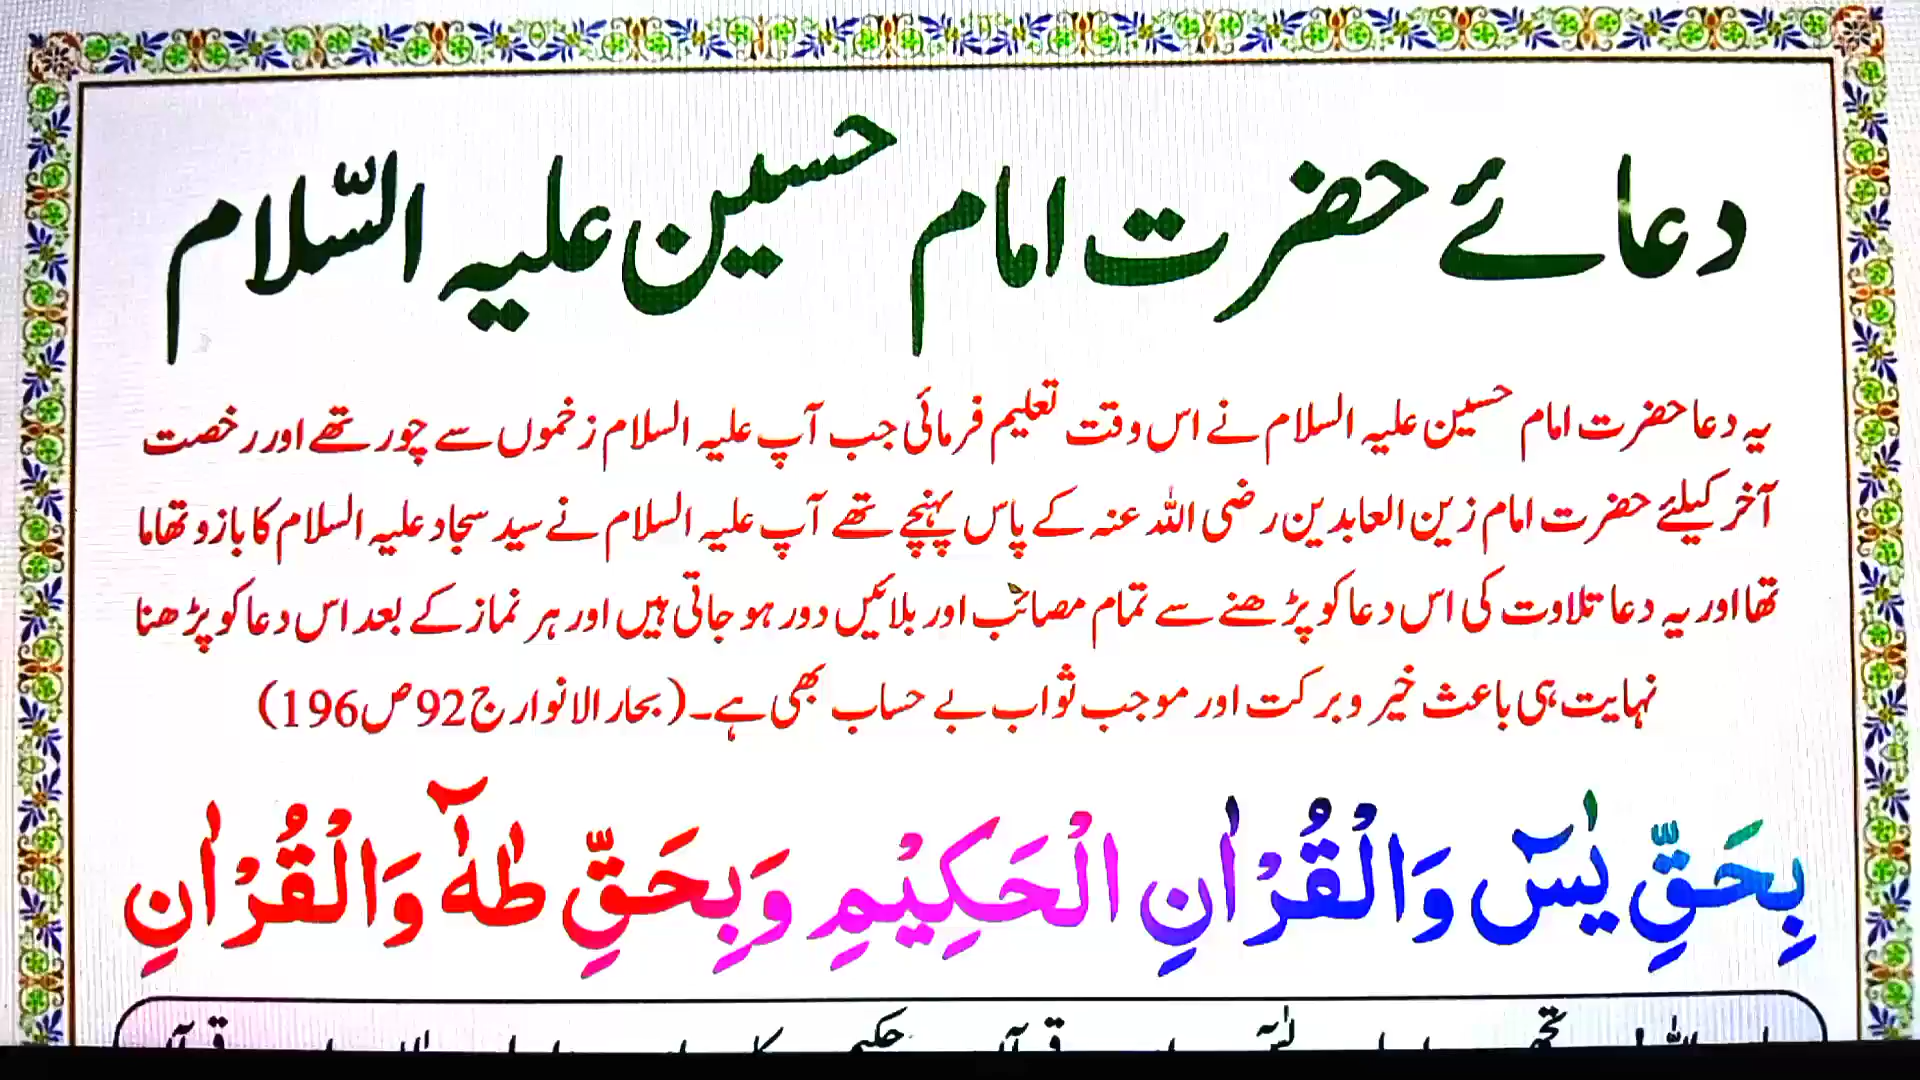 دعائے حضرت امام حسین علیہ السّلام
یہ دعا حضرت امام حسین علیہ السلام نے اس وقت تعلیم فرمائی جب آپ علیہ السلام زخموں سے چور تھے اور رخصت
آخر کیلئے حضرت امام زین العابدین رضی اللہ عنہ کے پاس پہنچے تھے آپ علیہ السلام نے سید سجاد علیہ السلام کا بازو تھاما
تھا اور یہ دعا تلاوت کی اس دعا کو پڑھنے سے تمام مصائب اور بلائیں دور ہو جاتی ہیں اور ہر نماز کے بعد اس دعا کو پڑھنا
نہایت ہی باعث خیر و برکت اور موجب ثواب بے حساب بھی ہے۔ (بحار الانوار ج 92 ص 196)
بِحَقِّ یٰسٓ وَالْقُرْاٰنِ الْحَكِیْمِ وَبِحَقِّ طٰهٰٓ وَالْقُرْاٰنِ